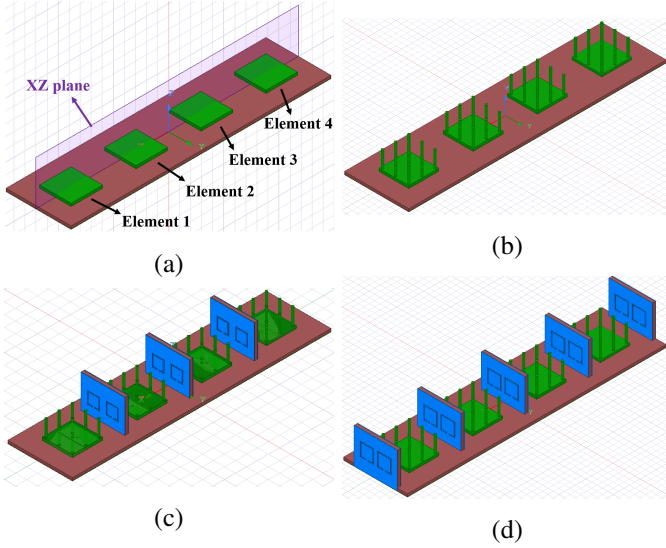 XZ plane
Element 4
Element 3
Element 2
Element 1
(a)
(b)
(c)
(d)